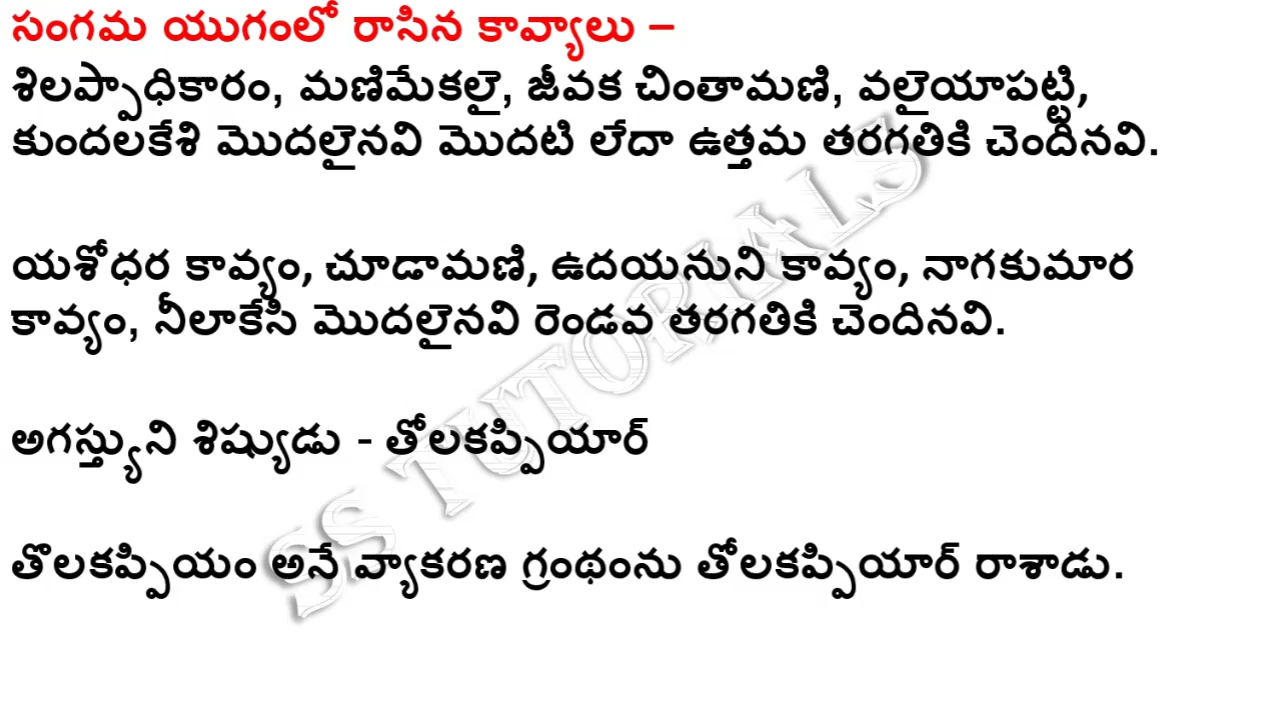 సంగమ యుగంలో రాసిన కావ్యాలు –
శిలప్పాధికారం, మణిమేకలై, జీవక చింతామణి, వలైయాపట్టి,
కుందలకేశి మొదలైనవి మొదటి లేదా ఉత్తమ తరగతికి చెందినవి.
యశోధర కావ్యం, చూడామణి, ఉదయనుని కావ్యం, నాగకుమార
కావ్యం, నీలాకేసి మొదలైనవి రెండవ తరగతికి చెందినవి.
అగస్త్యుని శిష్యుడు - తోలకప్పియార్
తొలకప్పియం అనే వ్యాకరణ గ్రంథంను తోలకప్పియార్ రాశాడు.
SS TUTORIALS